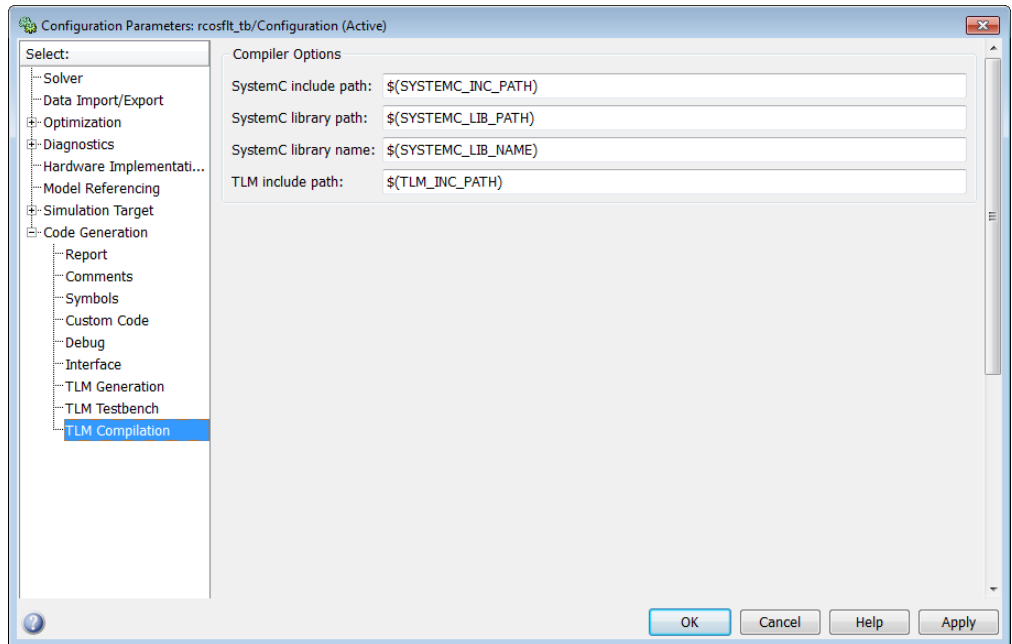 Configuration Parameters: rcosflt_tb/Configuration (Active)
Select:
Solver
Data Import/Export
Optimization
Diagnostics
Hardware Implementati...
Model Referencing
Simulation Target
Code Generation
Report
Comments
Symbols
Custom Code
Debug
Interface
TLM Generation
TLM Testbench
TLM Compilation
Compiler Options
SystemC include path: $(SYSTEMC_INC_PATH)
SystemC library path: $(SYSTEMC_LIB_PATH)
SystemC library name: $(SYSTEMC_LIB_NAME)
TLM include path: $(TLM_INC_PATH)
OK Cancel Help Apply